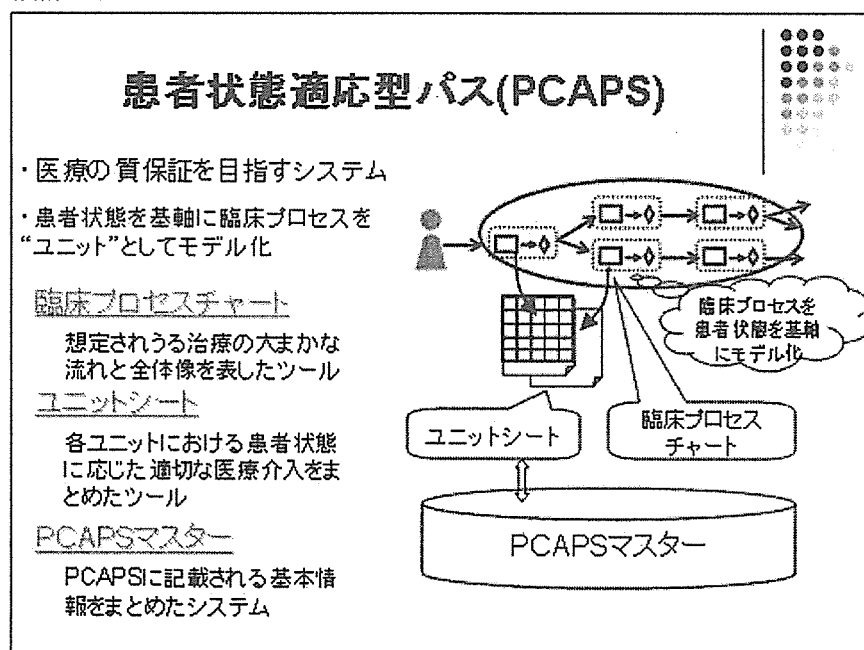 患者状態適応型パス(PCAPS)
・医療の質保証を目指すシステム
・患者状態を基軸に臨床プロセスを
“ユニット”としてモデル化
臨床プロセスチャート
想定されうる治療の大まかな
流れと全体像を表したツール
ユニットシート
各ユニットにおける患者状態
に応じた適切な医療介入をま
とめたツール
PCAPSマスター
PCAPSに記載される基本情
報をまとめたシステム
臨床プロセスを
患者状態を基軸
にモデル化
ユニットシート
臨床プロセス
チャート
PCAPSマスター